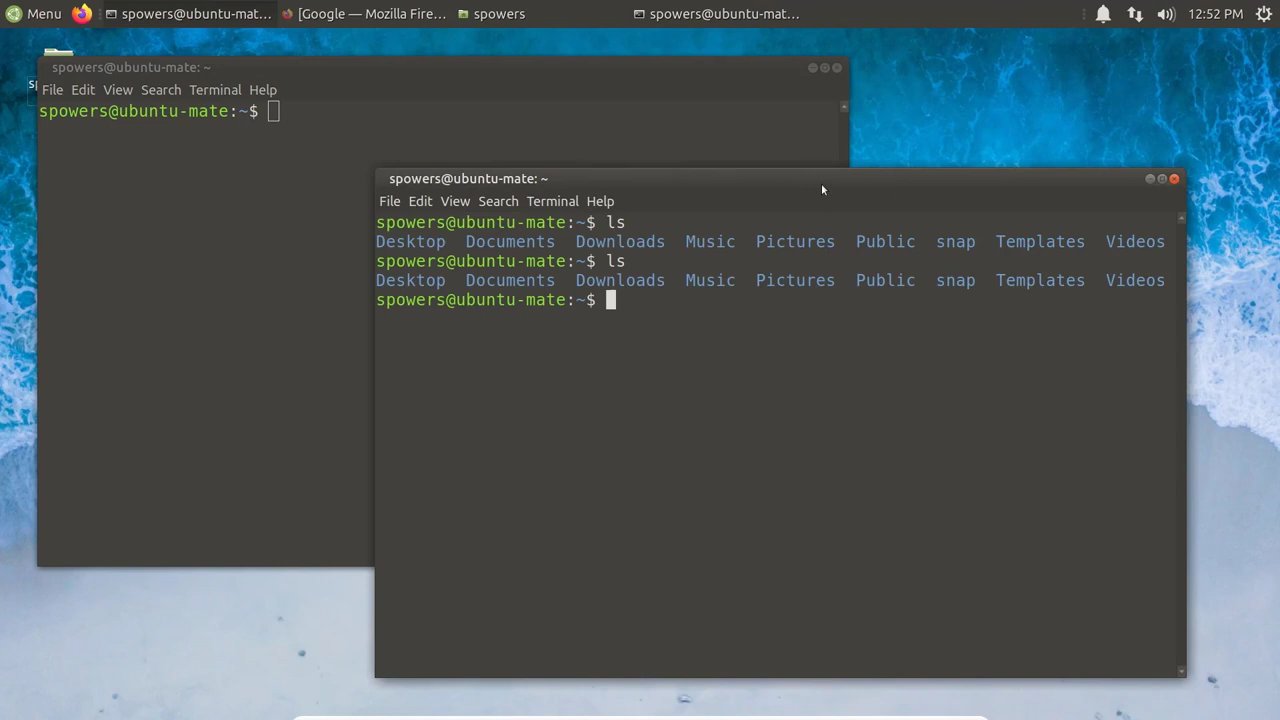 Menu spowers@ubuntu-mat... [Google — Mozilla Fire... spowers spowers@ubuntu-mat... 12:52 PM
sp
spowers@ubuntu-mate: ~
File Edit View Search Terminal Help
spowers@ubuntu-mate:~$
spowers@ubuntu-mate: ~
File Edit View Search Terminal Help
spowers@ubuntu-mate:~$ ls
Desktop Documents Downloads Music Pictures Public snap Templates Videos
spowers@ubuntu-mate:~$ ls
Desktop Documents Downloads Music Pictures Public snap Templates Videos
spowers@ubuntu-mate:~$